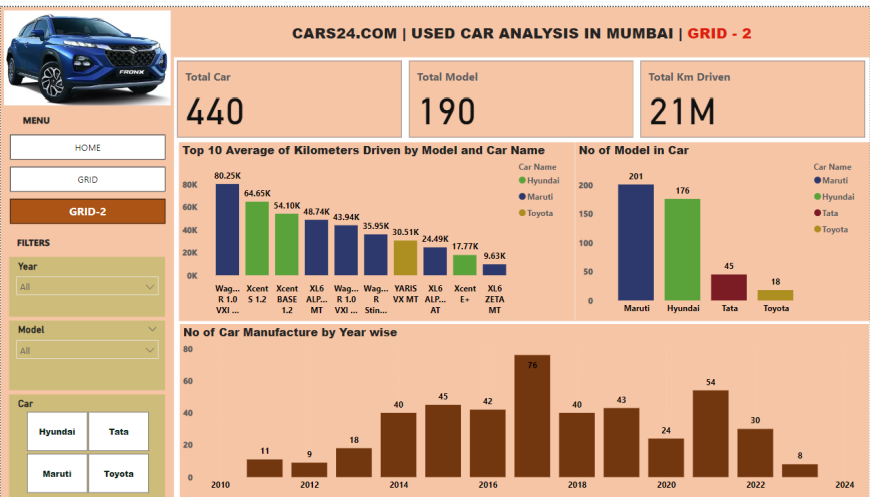 CARS24.COM | USED CAR ANALYSIS IN MUMBAI | GRID - 2
FRONX
MENU
HOME
GRID
GRID-2
FILTERS
Year
All
Model
All
Car
Hyundai Tata
Maruti Toyota
Total Car
440
Total Model
190
Total Km Driven
21M
Top 10 Average of Kilometers Driven by Model and Car Name
Car Name
Hyundai
Maruti
Toyota
80K
60K
40K
20K
0K
80.25K 64.65K 54.10K 48.74K 43.94K 35.95K 30.51K 24.49K 17.77K 9.63K
Wag... Xcent Xcent XL6 Wag... Wag... YARIS XL6 Xcent XL6
R 1.0 S 1.2 BASE ALP... R 1.0 R VX MT ALP... E+ ZETA
VXI ... 1.2 MT VXI ... Stin... AT MT
No of Model in Car
Car Name
Maruti
Hyundai
Tata
Toyota
200
150
100
50
0
201 176 45 18
Maruti Hyundai Tata Toyota
No of Car Manufacture by Year wise
80
60
40
20
0
11 9 18 40 45 42 76 40 43 24 54 30 8
2010 2012 2014 2016 2018 2020 2022 2024